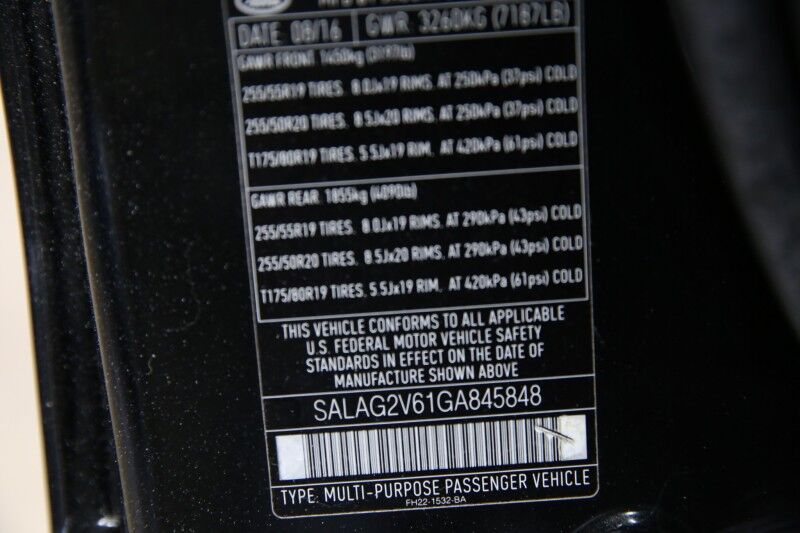 DATE 08/16 GWR 3260KG (7187LB)
GAWR FRONT 1450kg (3197lb)
255/55R19 TIRES. 8.0Jx19 RIMS. AT 250kPa (37psi) COLD
255/50R20 TIRES. 8.5Jx20 RIMS. AT 250kPa (37psi) COLD
T175/80R19 TIRES. 5.5Jx19 RIM. AT 420kPa (61psi) COLD
GAWR REAR. 1855kg (4090lb)
255/55R19 TIRES. 8.0Jx19 RIMS. AT 290kPa (43psi) COLD
255/50R20 TIRES. 8.5Jx20 RIMS. AT 290kPa (43psi) COLD
T175/80R19 TIRES. 5.5Jx19 RIM. AT 420kPa (61psi) COLD
THIS VEHICLE CONFORMS TO ALL APPLICABLE
U.S. FEDERAL MOTOR VEHICLE SAFETY
STANDARDS IN EFFECT ON THE DATE OF
MANUFACTURE SHOWN ABOVE
SALAG2V61GA845848
TYPE: MULTI-PURPOSE PASSENGER VEHICLE
FH22-1532-BA